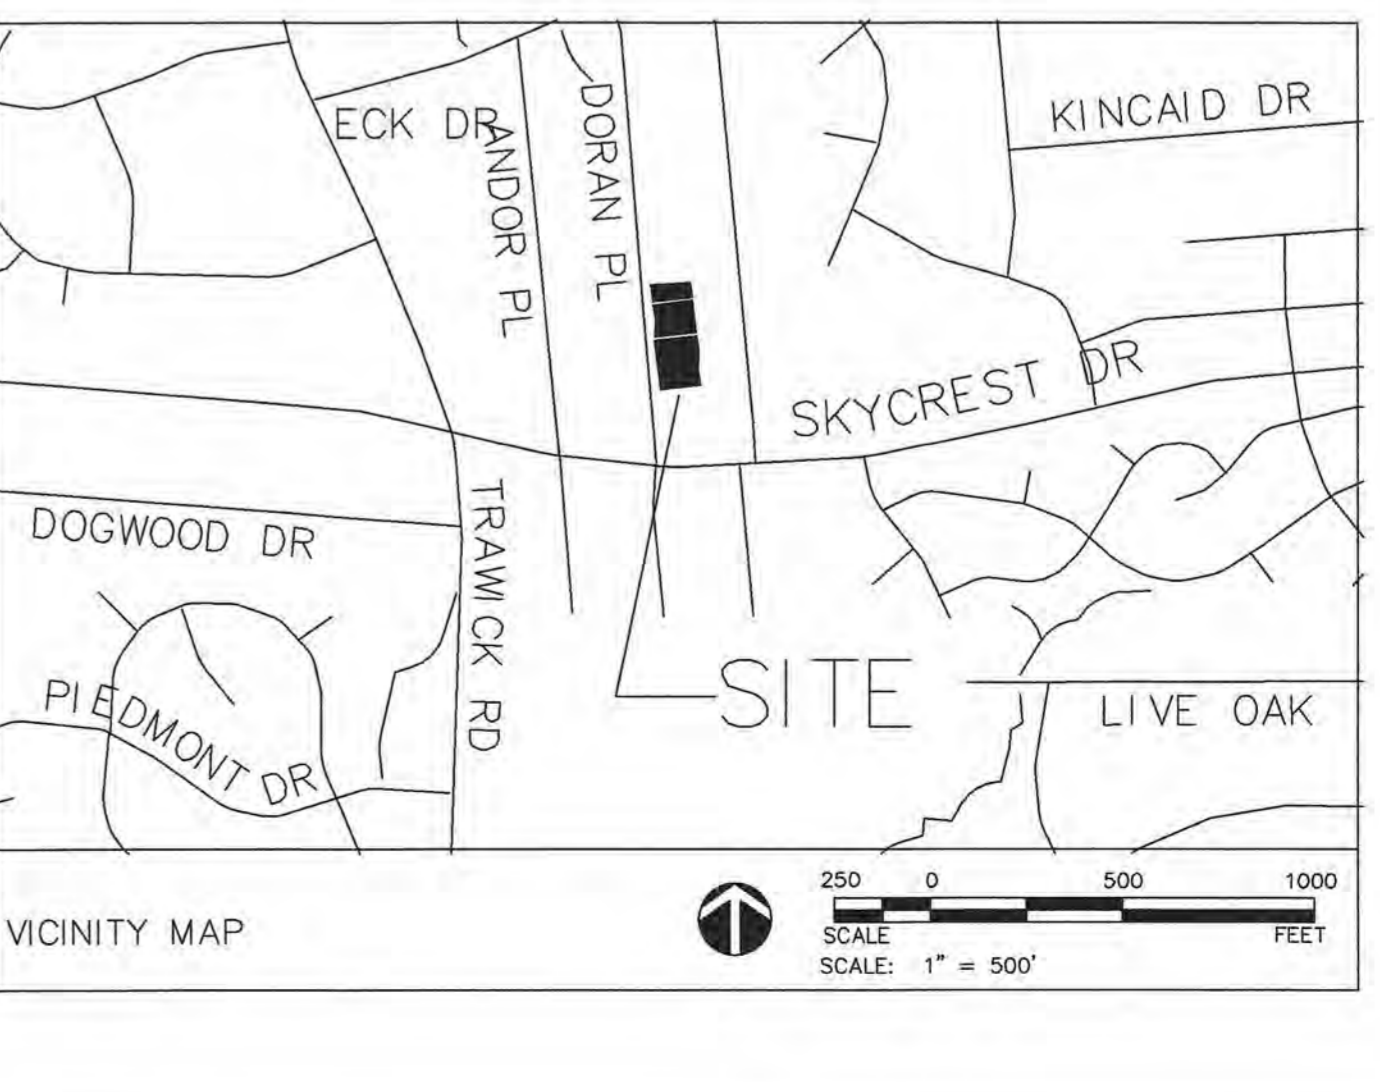 KINCAID DR
ECK DR
ANDOR PL
DORAN PL
SKYCREST DR
DOGWOOD DR
TRAWICK RD
PIEDMONT DR
SITE
LIVE OAK
VICINITY MAP
250 0 500 1000
SCALE FEET
SCALE: 1" = 500'